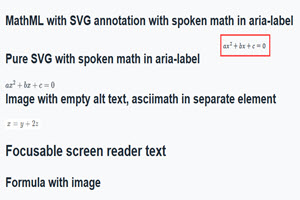 MathML with SVG annotation with spoken math in aria-label
ax² + bx + c = 0
Pure SVG with spoken math in aria-label
ax² + bx + c = 0
Image with empty alt text, asciimath in separate element
x = y + 2z
Focusable screen reader text
Formula with image